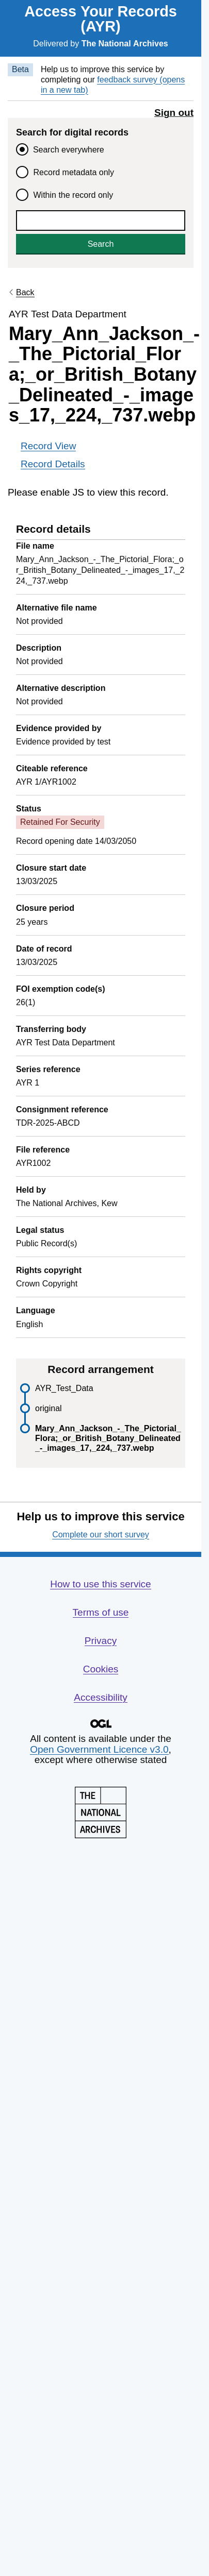 Access Your Records
(AYR)
Delivered by The National Archives
Beta
Help us to improve this service by
completing our feedback survey (opens
in a new tab)
Sign out
Search for digital records
Search everywhere
Record metadata only
Within the record only
Search
Back
AYR Test Data Department
Mary_Ann_Jackson_-
_The_Pictorial_Flor
a;_or_British_Botany
_Delineated_-_image
s_17,_224,_737.webp
Record View
Record Details
Please enable JS to view this record.
Record details
File name
Mary_Ann_Jackson_-_The_Pictorial_Flora;_o
r_British_Botany_Delineated_-_images_17,_2
24,_737.webp
Alternative file name
Not provided
Description
Not provided
Alternative description
Not provided
Evidence provided by
Evidence provided by test
Citeable reference
AYR 1/AYR1002
Status
Retained For Security
Record opening date 14/03/2050
Closure start date
13/03/2025
Closure period
25 years
Date of record
13/03/2025
FOI exemption code(s)
26(1)
Transferring body
AYR Test Data Department
Series reference
AYR 1
Consignment reference
TDR-2025-ABCD
File reference
AYR1002
Held by
The National Archives, Kew
Legal status
Public Record(s)
Rights copyright
Crown Copyright
Language
English
Record arrangement
AYR_Test_Data
original
Mary_Ann_Jackson_-_The_Pictorial_
Flora;_or_British_Botany_Delineated
_-_images_17,_224,_737.webp
Help us to improve this service
Complete our short survey
How to use this service
Terms of use
Privacy
Cookies
Accessibility
OGL
All content is available under the
Open Government Licence v3.0,
except where otherwise stated
THE
NATIONAL
ARCHIVES